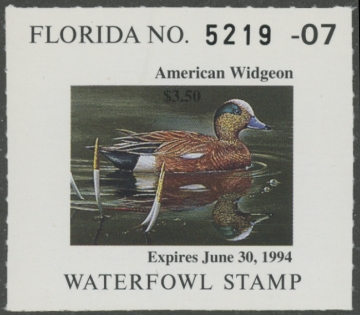 FLORIDA NO. 5219 -07
American Widgeon
$3.50
Expires June 30, 1994
WATERFOWL STAMP